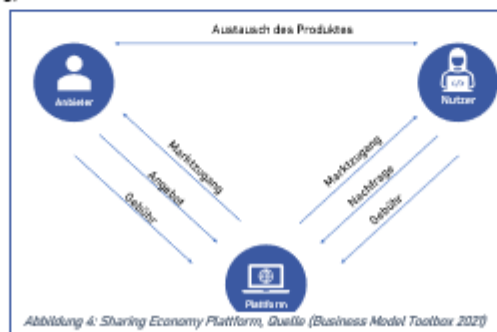 Austausch des Produktes
Anbieter
Nutzer
Marktzugang
Angebot
Gebühr
Marktzugang
Nachfrage
Gebühr
Plattform
Abbildung 4: Sharing Economy Plattform, Quelle (Business Model Toolbox 2021)